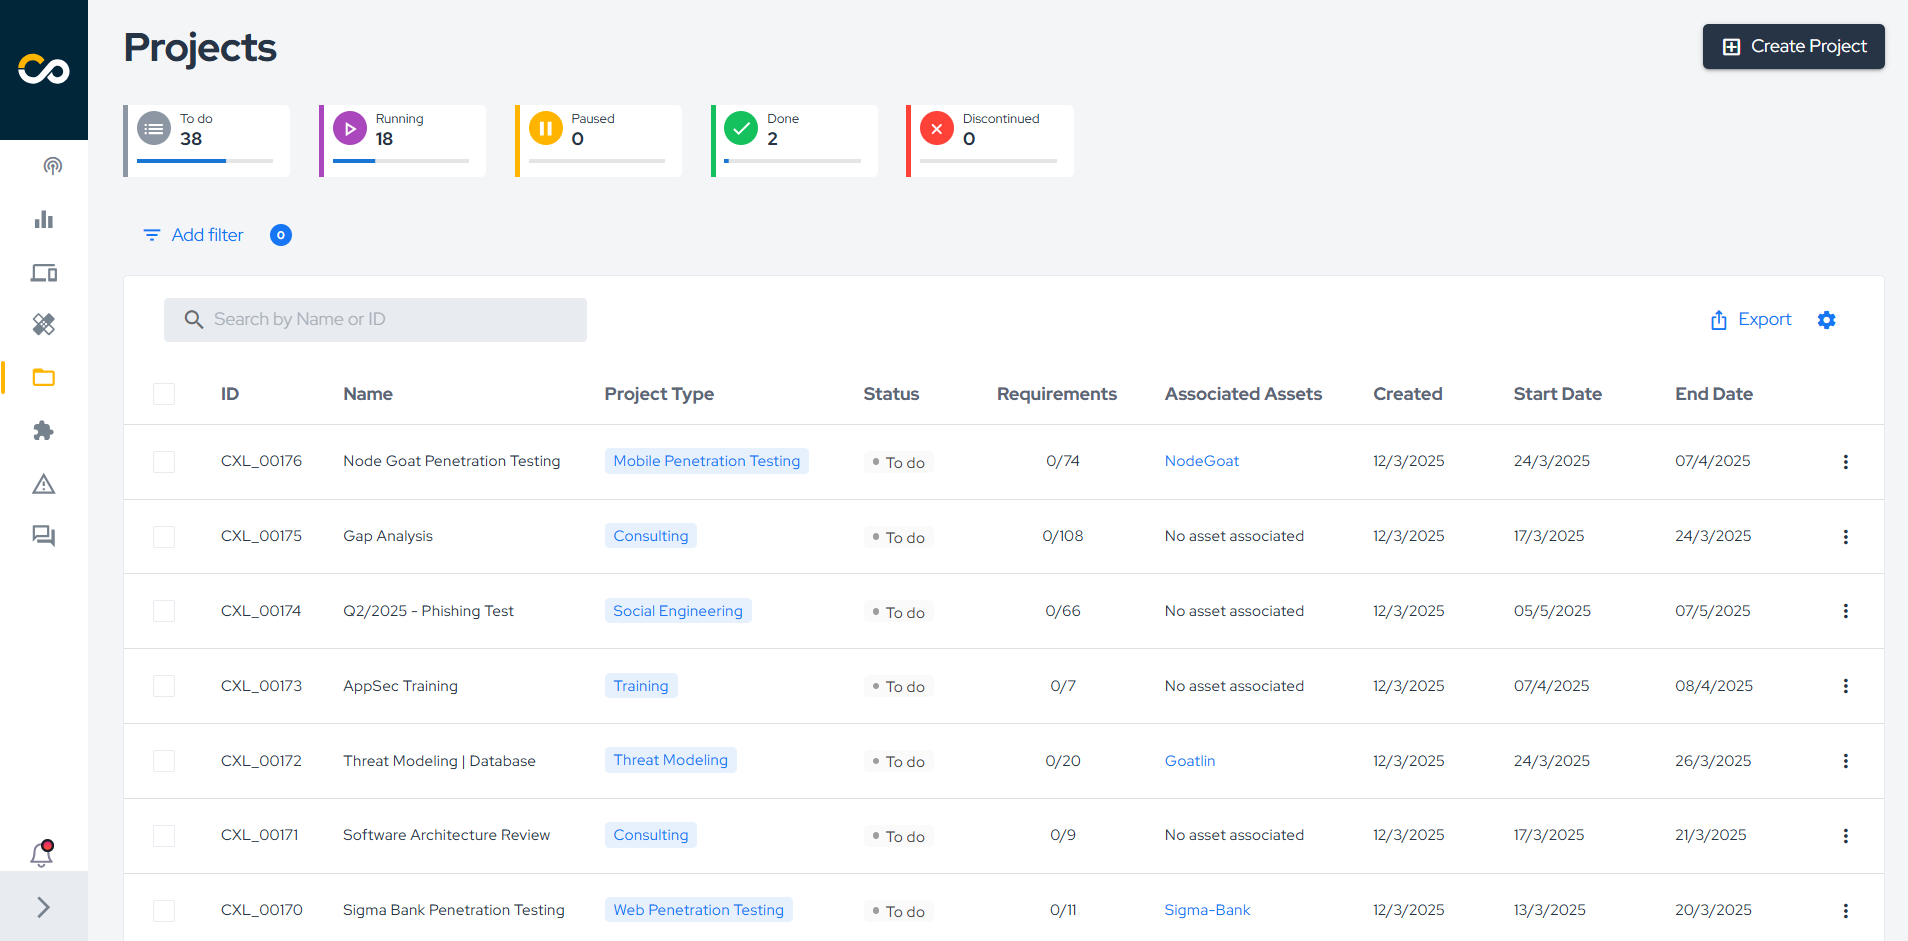 Projects
Create Project
To do
38
Running
18
Paused
0
Done
2
Discontinued
0
Add filter 0
Search by Name or ID
Export
ID Name Project Type Status Requirements Associated Assets Created Start Date End Date
CXL_00176 Node Goat Penetration Testing Mobile Penetration Testing To do 0/74 NodeGoat 12/3/2025 24/3/2025 07/4/2025
CXL_00175 Gap Analysis Consulting To do 0/108 No asset associated 12/3/2025 17/3/2025 24/3/2025
CXL_00174 Q2/2025 - Phishing Test Social Engineering To do 0/66 No asset associated 12/3/2025 05/5/2025 07/5/2025
CXL_00173 AppSec Training Training To do 0/7 No asset associated 12/3/2025 07/4/2025 08/4/2025
CXL_00172 Threat Modeling | Database Threat Modeling To do 0/20 Goatlin 12/3/2025 24/3/2025 26/3/2025
CXL_00171 Software Architecture Review Consulting To do 0/9 No asset associated 12/3/2025 17/3/2025 21/3/2025
CXL_00170 Sigma Bank Penetration Testing Web Penetration Testing To do 0/11 Sigma-Bank 12/3/2025 13/3/2025 20/3/2025